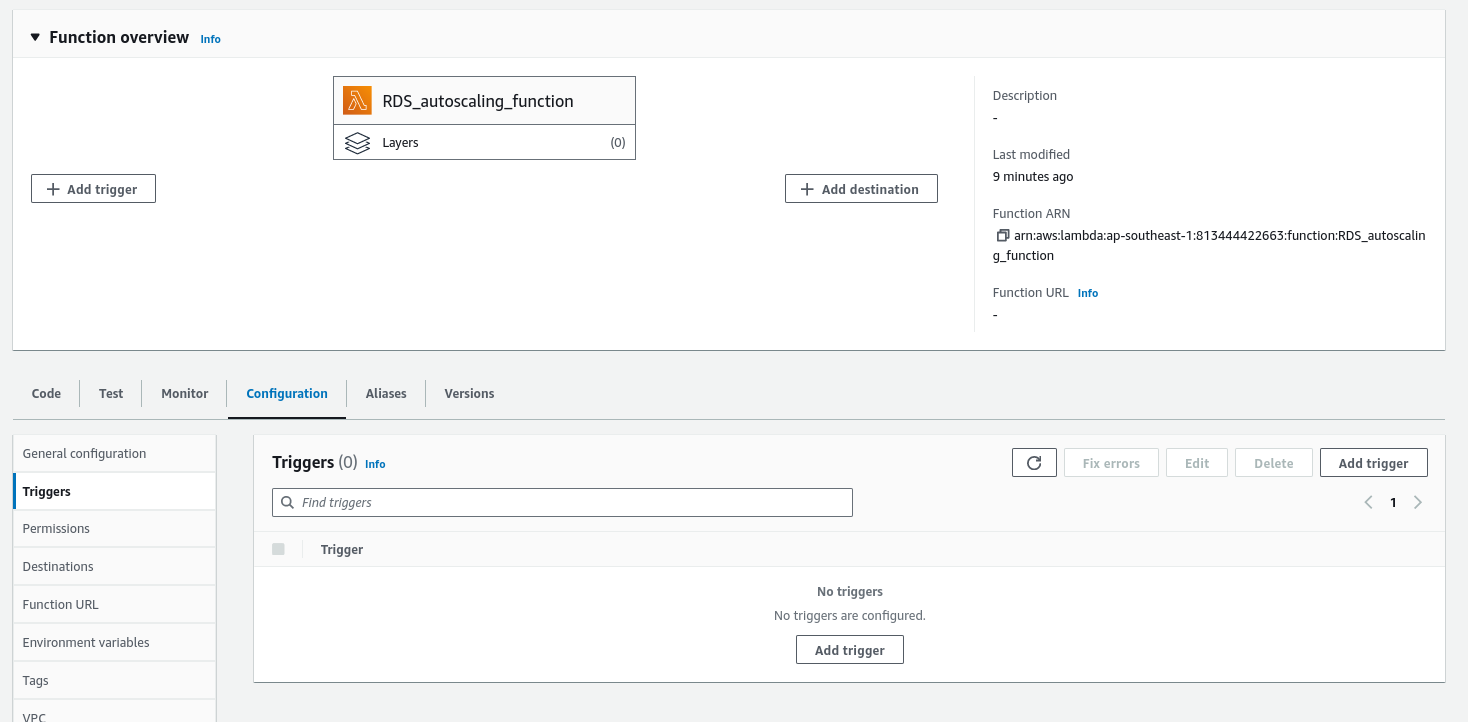 Function overview Info
RDS_autoscaling_function
Layers (0)
Add trigger
Add destination
Description
-
Last modified
9 minutes ago
Function ARN
arn:aws:lambda:ap-southeast-1:813444422663:function:RDS_autoscalin
g_function
Function URL Info
-
Code Test Monitor Configuration Aliases Versions
General configuration
Triggers
Permissions
Destinations
Function URL
Environment variables
Tags
VPC
Triggers (0) Info
Fix errors Edit Delete Add trigger
Find triggers
1
Trigger
No triggers
No triggers are configured.
Add trigger